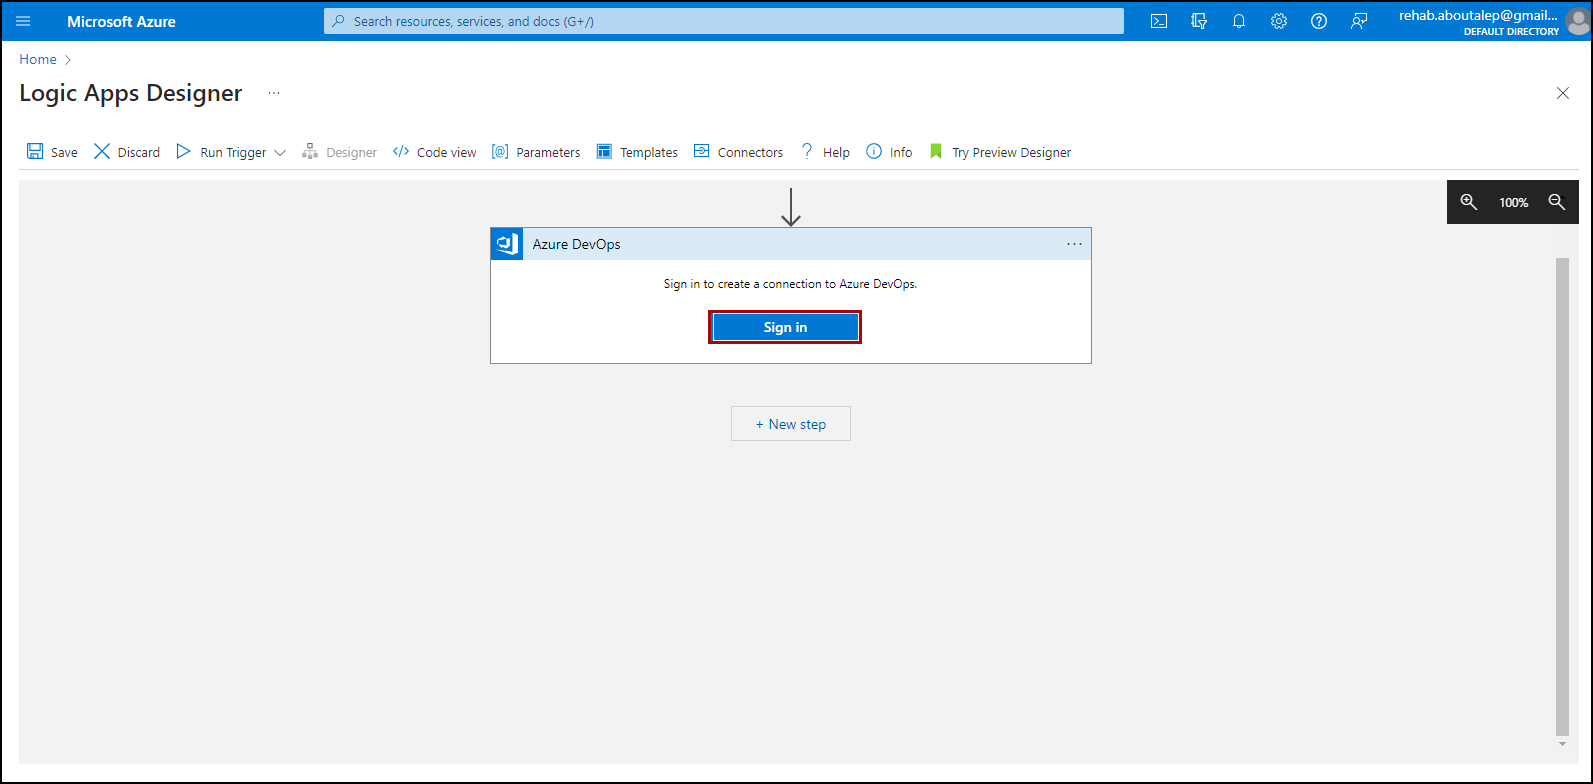 Microsoft Azure
Search resources, services, and docs (G+/)
rehab.aboutalep@gmail...
DEFAULT DIRECTORY
Home
Logic Apps Designer
...
Save
Discard
Run Trigger
Designer
Code view
Parameters
Templates
Connectors
Help
Info
Try Preview Designer
100%
Azure DevOps
...
Sign in to create a connection to Azure DevOps.
Sign in
+ New step